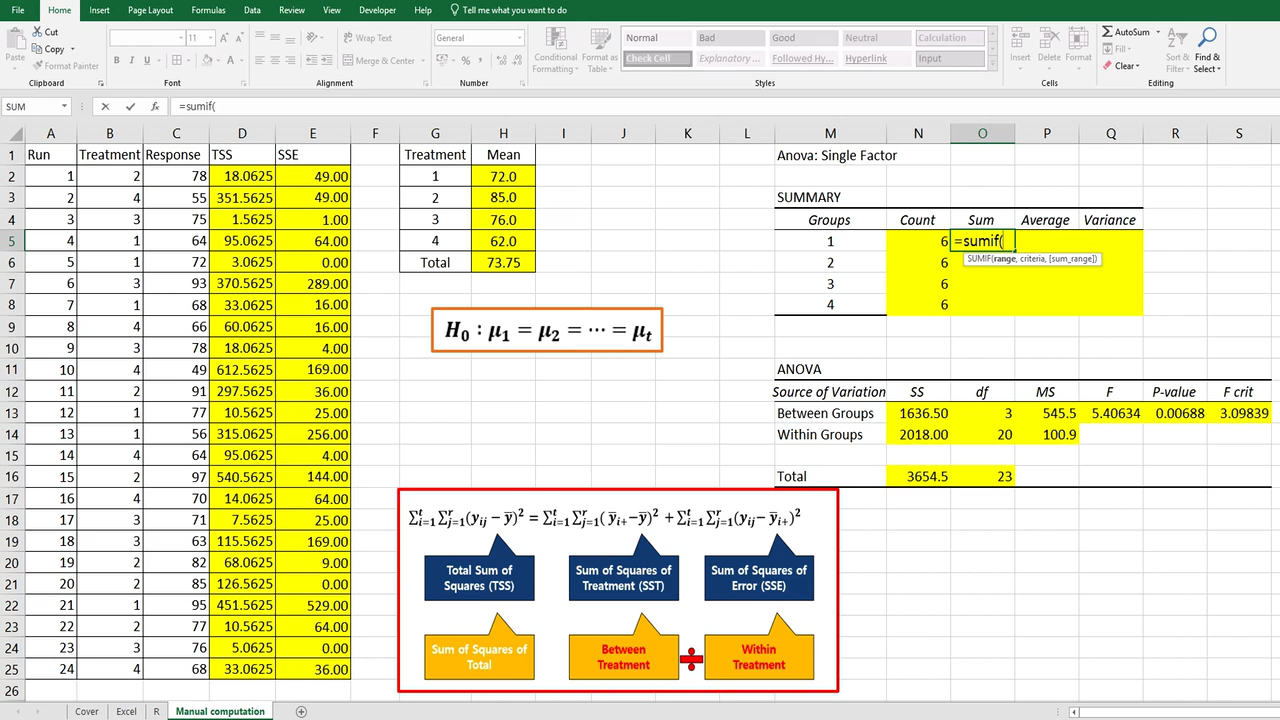 File Home Insert Page Layout Formulas Data Review View Developer Help Tell me what you want to do
Paste
Cut
Copy
Format Painter
Clipboard
11 A A
B I U A
Font
Wrap Text
Merge & Center
Alignment
General
% ,
Number
Conditional Formatting
Format as Table
Normal Bad Good Neutral Calculation
Check Cell Explanatory ... Followed Hy... Hyperlink Input
Styles
Insert Delete Format
Cells
AutoSum
Fill
Clear
Sort & Filter
Find & Select
Editing
SUM fx =sumif(
A B C D E F G H I J K L M N O P Q R S
1 Run Treatment Response TSS SSE Treatment Mean Anova: Single Factor
2 1 2 78 18.0625 49.00 1 72.0
3 2 4 55 351.5625 49.00 2 85.0 SUMMARY
4 3 3 75 1.5625 1.00 3 76.0 Groups Count Sum Average Variance
5 4 1 64 95.0625 64.00 4 62.0 1 6 =sumif(
6 5 1 72 3.0625 0.00 Total 73.75 2 6
SUMIF(range, criteria, [sum_range])
7 6 3 93 370.5625 289.00 3 6
8 7 1 68 33.0625 16.00 4 6
9 8 4 66 60.0625 16.00
H₀ : μ₁ = μ₂ = ⋯ = μₜ
10 9 3 78 18.0625 4.00
11 10 4 49 612.5625 169.00 ANOVA
12 11 2 91 297.5625 36.00 Source of Variation SS df MS F P-value F crit
13 12 1 77 10.5625 25.00 Between Groups 1636.50 3 545.5 5.40634 0.00688 3.09839
14 13 1 56 315.0625 256.00 Within Groups 2018.00 20 100.9
15 14 4 64 95.0625 4.00
16 15 2 97 540.5625 144.00 Total 3654.5 23
17 16 4 70 14.0625 64.00
18 17 3 71 7.5625 25.00
19 18 3 63 115.5625 169.00
20 19 2 82 68.0625 9.00
21 20 2 85 126.5625 0.00
22 21 1 95 451.5625 529.00
23 22 2 77 10.5625 64.00
24 23 3 76 5.0625 0.00
25 24 4 68 33.0625 36.00
26
∑ᵢ₌₁ᵗ ∑ⱼ₌₁ʳ (yᵢⱼ − ȳ)² = ∑ᵢ₌₁ᵗ ∑ⱼ₌₁ʳ (ȳᵢ₊ − ȳ)² + ∑ᵢ₌₁ᵗ ∑ⱼ₌₁ʳ (yᵢⱼ − ȳᵢ₊)²
Total Sum of
Squares (TSS)
Sum of Squares of
Treatment (SST)
Sum of Squares of
Error (SSE)
Sum of Squares of
Total
Between
Treatment
÷
Within
Treatment
Cover Excel R Manual computation